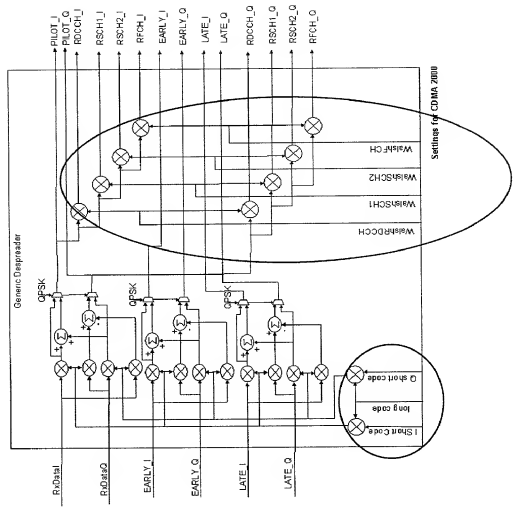 PILOT_I
PILOT_Q
RDCCH_I
RSCH1_I
RSCH2_I
RFCH_I
EARLY_I
EARLY_Q
LATE_I
LATE_Q
RDCCH_Q
RSCH1_Q
RSCH2_Q
RFCH_Q
Generic Despreader
QPSK
QPSK
QPSK
Σ
Σ
Σ
Σ
Σ
Σ
+
+
+
-
+
+
+
-
+
+
+
-
WalshFCH
WalshSCH2
WalshSCH1
WalshRDCCH
Settings for CDMA 2000
Q short code
long code
I Short Code
RxDataI
RxDataQ
EARLY_I
EARLY_Q
LATE_I
LATE_Q